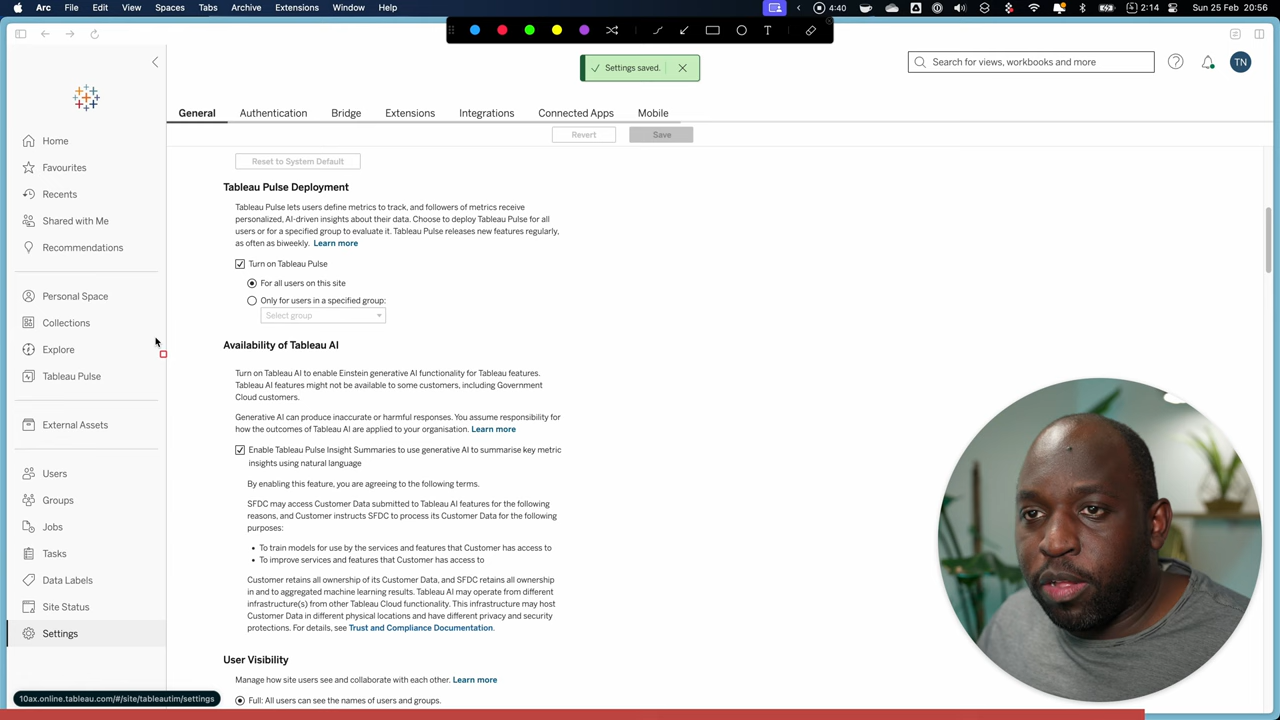 Arc File Edit View Spaces Tabs Archive Extensions Window Help
4:40 2:14 Sun 25 Feb 20:56
T
Settings saved.
Search for views, workbooks and more
TN
General Authentication Bridge Extensions Integrations Connected Apps Mobile
Revert Save
Home
Favourites
Recents
Shared with Me
Recommendations
Personal Space
Collections
Explore
Tableau Pulse
External Assets
Users
Groups
Jobs
Tasks
Data Labels
Site Status
Settings
10ax.online.tableau.com/#/site/tableautim/settings
Reset to System Default
Tableau Pulse Deployment
Tableau Pulse lets users define metrics to track, and followers of metrics receive
personalized, AI-driven insights about their data. Choose to deploy Tableau Pulse for all
users or for a specified group to evaluate it. Tableau Pulse releases new features regularly,
as often as biweekly. Learn more
Turn on Tableau Pulse
For all users on this site
Only for users in a specified group:
Select group
Availability of Tableau AI
Turn on Tableau AI to enable Einstein generative AI functionality for Tableau features.
Tableau AI features might not be available to some customers, including Government
Cloud customers.
Generative AI can produce inaccurate or harmful responses. You assume responsibility for
how the outcomes of Tableau AI are applied to your organisation. Learn more
Enable Tableau Pulse Insight Summaries to use generative AI to summarise key metric
insights using natural language
By enabling this feature, you are agreeing to the following terms.
SFDC may access Customer Data submitted to Tableau AI features for the following
reasons, and Customer instructs SFDC to process its Customer Data for the following
purposes:
• To train models for use by the services and features that Customer has access to
• To improve services and features that Customer has access to
Customer retains all ownership of its Customer Data, and SFDC retains all ownership
in and to aggregated machine learning results. Tableau AI may operate from different
infrastructure(s) from other Tableau Cloud functionality. This infrastructure may host
Customer Data in different physical locations and have different privacy and security
protections. For details, see Trust and Compliance Documentation.
User Visibility
Manage how site users see and collaborate with each other. Learn more
Full: All users can see the names of users and groups.